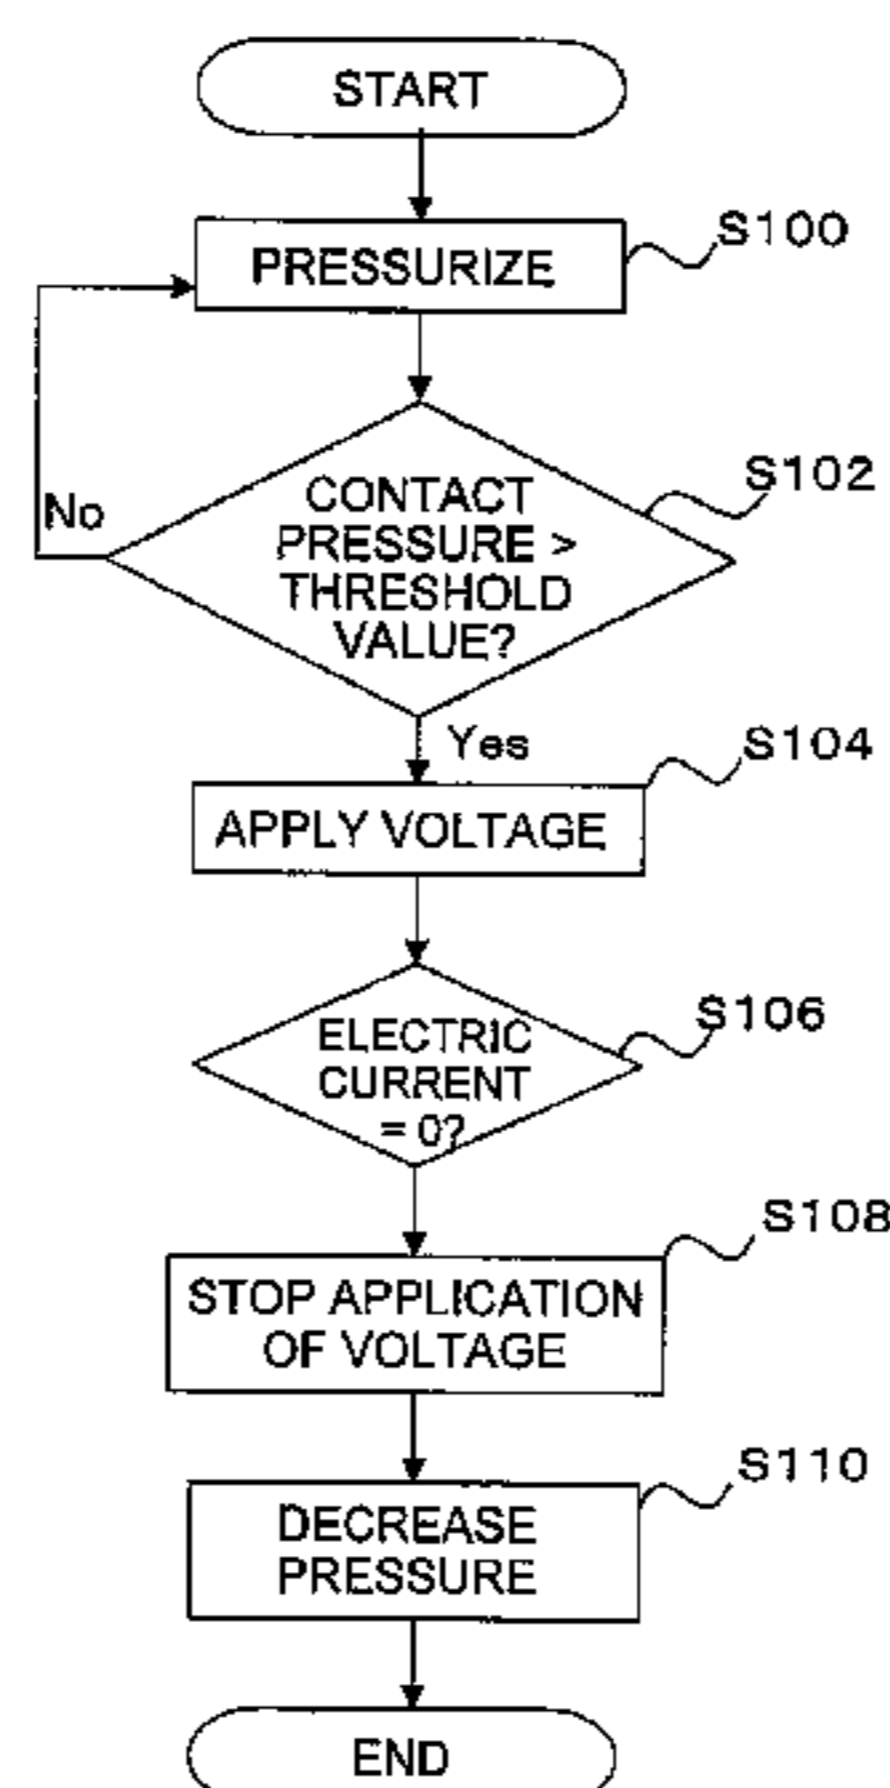 START
PRESSURIZE
S100
CONTACT
PRESSURE >
THRESHOLD
VALUE?
S102
No
Yes
APPLY VOLTAGE
S104
ELECTRIC
CURRENT
= 0?
S106
STOP APPLICATION
OF VOLTAGE
S108
DECREASE
PRESSURE
S110
END